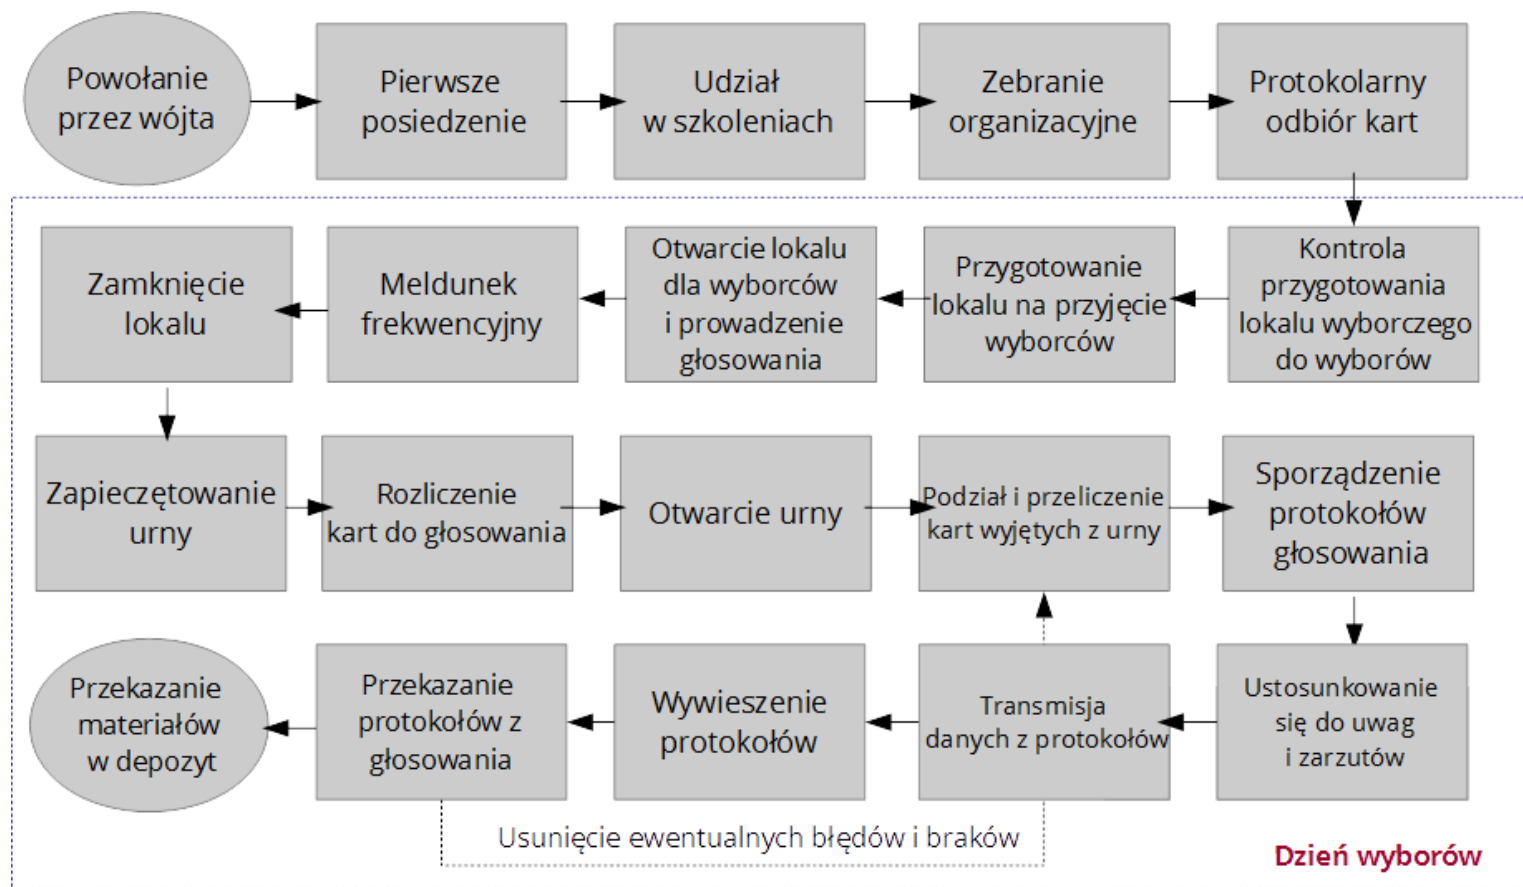 Powołanie
przez wójta
Pierwsze
posiedzenie
Udział
w szkoleniach
Zebranie
organizacyjne
Protokolarny
odbiór kart
Kontrola
przygotowania
lokalu wyborczego
do wyborów
Przygotowanie
lokalu na przyjęcie
wyborców
Otwarcie lokalu
dla wyborców
i prowadzenie
głosowania
Meldunek
frekwencyjny
Zamknięcie
lokalu
Zapieczętowanie
urny
Rozliczenie
kart do głosowania
Otwarcie urny
Podział i przeliczenie
kart wyjętych z urny
Sporządzenie
protokołów
głosowania
Ustosunkowanie
się do uwag
i zarzutów
Transmisja
danych z protokołów
Wywieszenie
protokołów
Przekazanie
protokołów z
głosowania
Przekazanie
materiałów
w depozyt
Usunięcie ewentualnych błędów i braków
Dzień wyborów